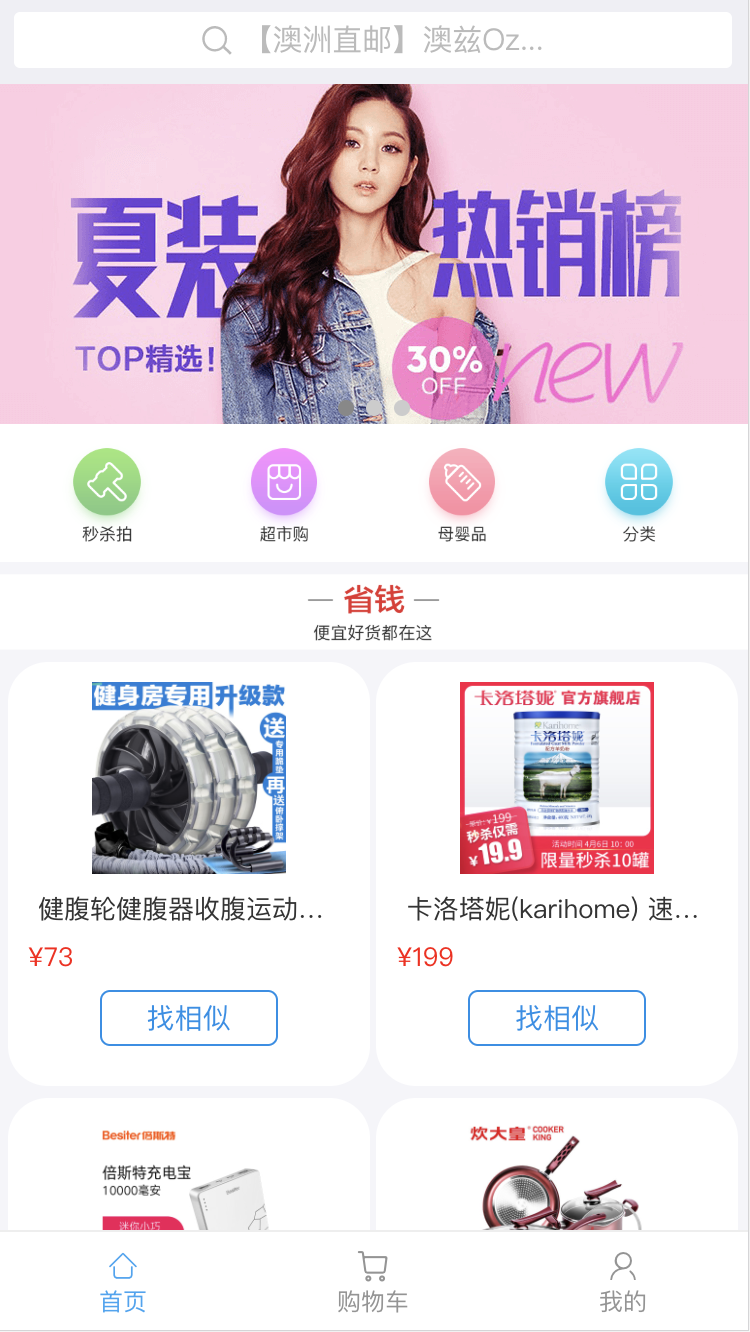 【澳洲直邮】澳兹Oz...
夏装
热销榜
TOP精选！
30%
OFF
new
秒杀拍
超市购
母婴品
分类
省钱
便宜好货都在这
健身房专用升级款
送
专用跪垫
再
送俯卧撑架
健腹轮健腹器收腹运动...
¥73
找相似
卡洛塔妮 官方旗舰店
Karihome
卡洛塔妮
¥199
秒杀仅需
¥19.9
活动时间 4月6日 10：00
限量秒杀10罐
卡洛塔妮(karihome) 速...
¥199
找相似
Besiter倍斯特
倍斯特充电宝
10000毫安
迷你小巧
炊大皇 COOKER KING
首页
购物车
我的